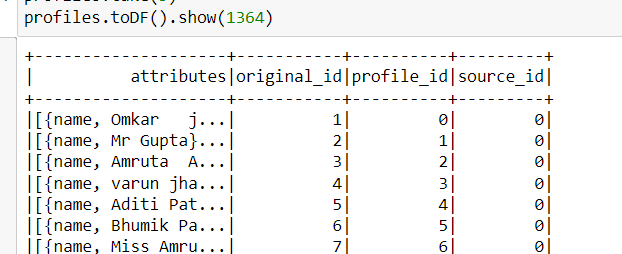 profiles.toDF().show(1364)
+--------------------+-----------+----------+---------+
|          attributes|original_id|profile_id|source_id|
+--------------------+-----------+----------+---------+
|[{name, Omkar   j...|          1|         0|        0|
|[{name, Mr Gupta}...|          2|         1|        0|
|[{name, Amruta  A...|          3|         2|        0|
|[{name, varun jha...|          4|         3|        0|
|[{name, Aditi Pat...|          5|         4|        0|
|[{name, Bhumik Pa...|          6|         5|        0|
|[{name, Miss Amru...|          7|         6|        0|